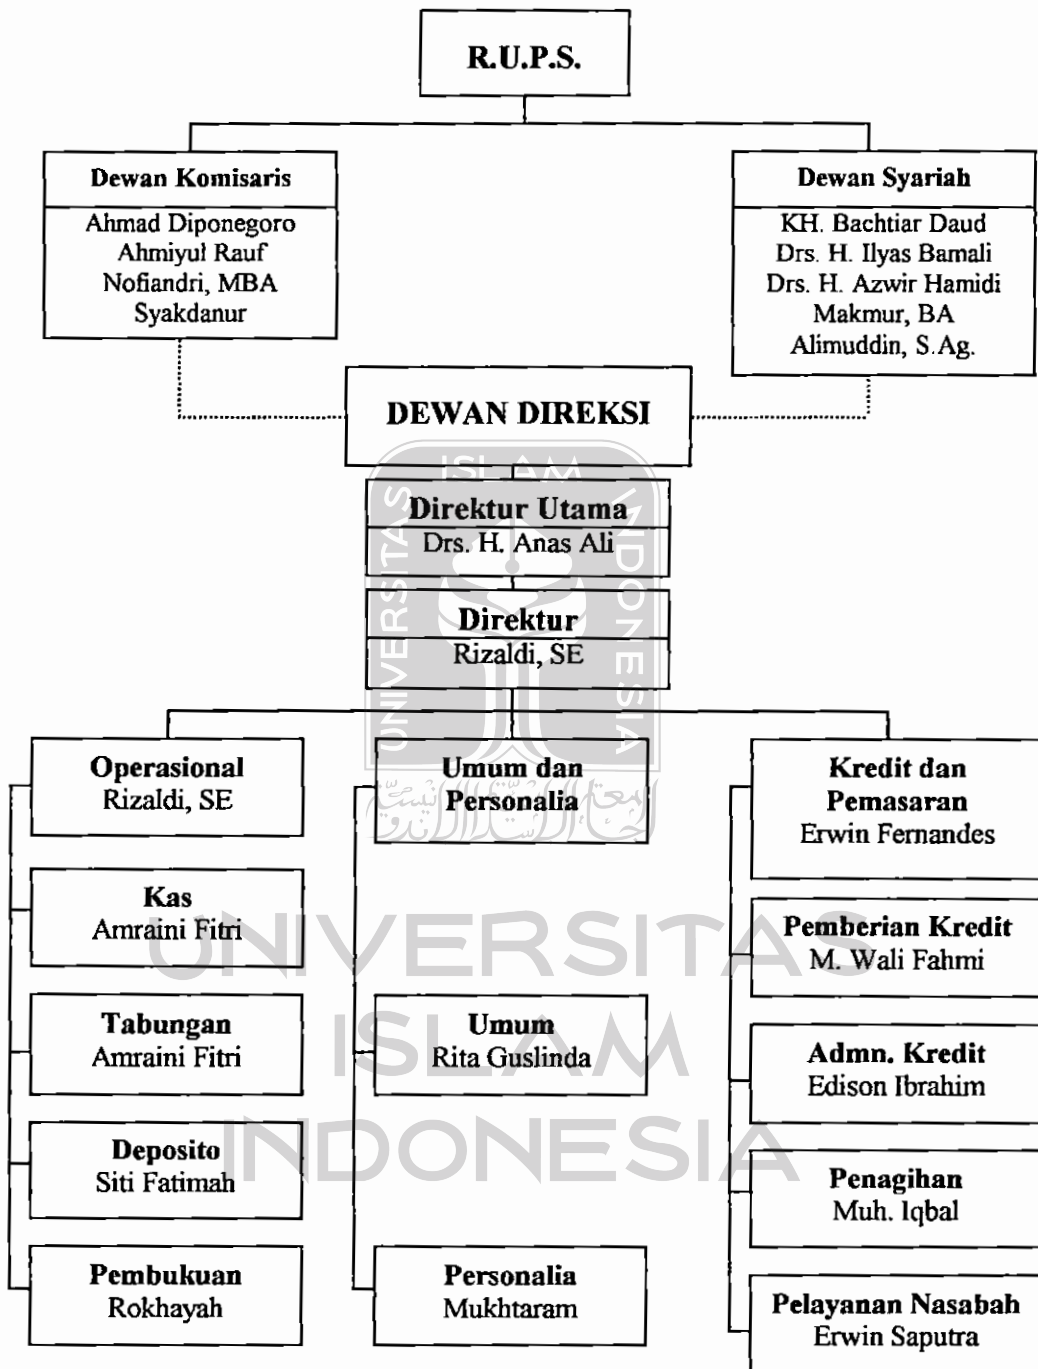 R.U.P.S.
Dewan Komisaris
Ahmad Diponegoro
Ahmiyul Rauf
Nofiandri, MBA
Syakdanur
Dewan Syariah
KH. Bachtiar Daud
Drs. H. Ilyas Bamali
Drs. H. Azwir Hamidi
Makmur, BA
Alimuddin, S.Ag.
DEWAN DIREKSI
Direktur Utama
Drs. H. Anas Ali
Direktur
Rizaldi, SE
Operasional
Rizaldi, SE
Kas
Amraini Fitri
Tabungan
Amraini Fitri
Deposito
Siti Fatimah
Pembukuan
Rokhayah
Umum dan
Personalia
Umum
Rita Guslinda
Personalia
Mukhtaram
Kredit dan
Pemasaran
Erwin Fernandes
Pemberian Kredit
M. Wali Fahmi
Admn. Kredit
Edison Ibrahim
Penagihan
Muh. Iqbal
Pelayanan Nasabah
Erwin Saputra
UNIVERSITAS ISLAM INDONESIA
UNIVERSITAS
ISLAM
INDONESIA